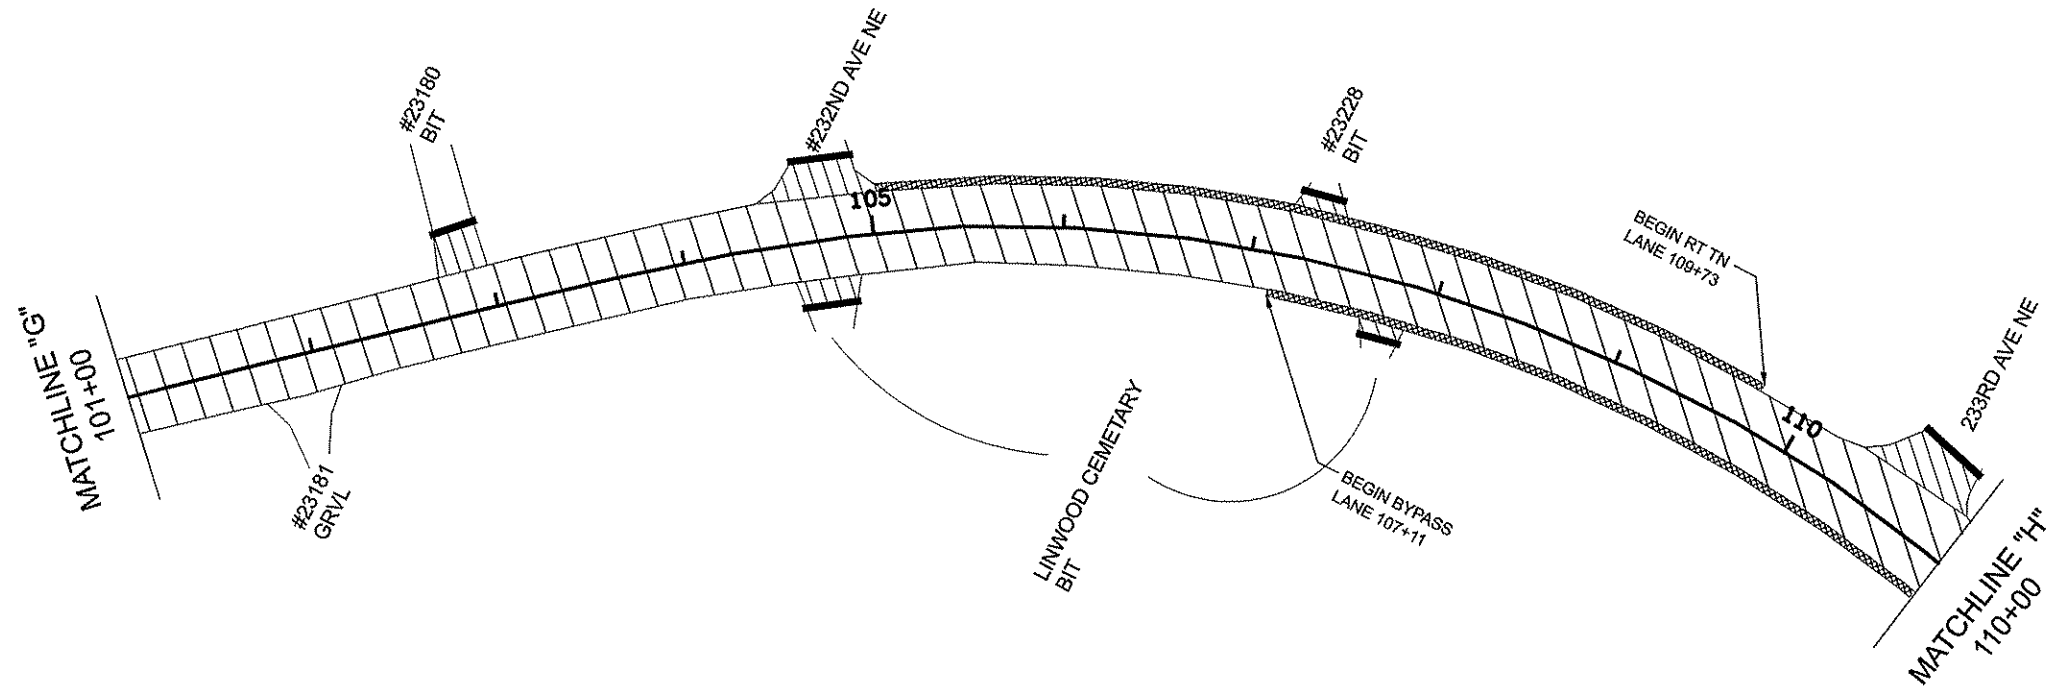 MATCHLINE "G"
101+00
#23180
BIT
#23181
GRVL
#232ND AVE NE
105
LINWOOD CEMETARY
BIT
#23228
BIT
BEGIN BYPASS
LANE 107+11
BEGIN RT TN
LANE 109+73
110
233RD AVE NE
MATCHLINE "H"
110+00